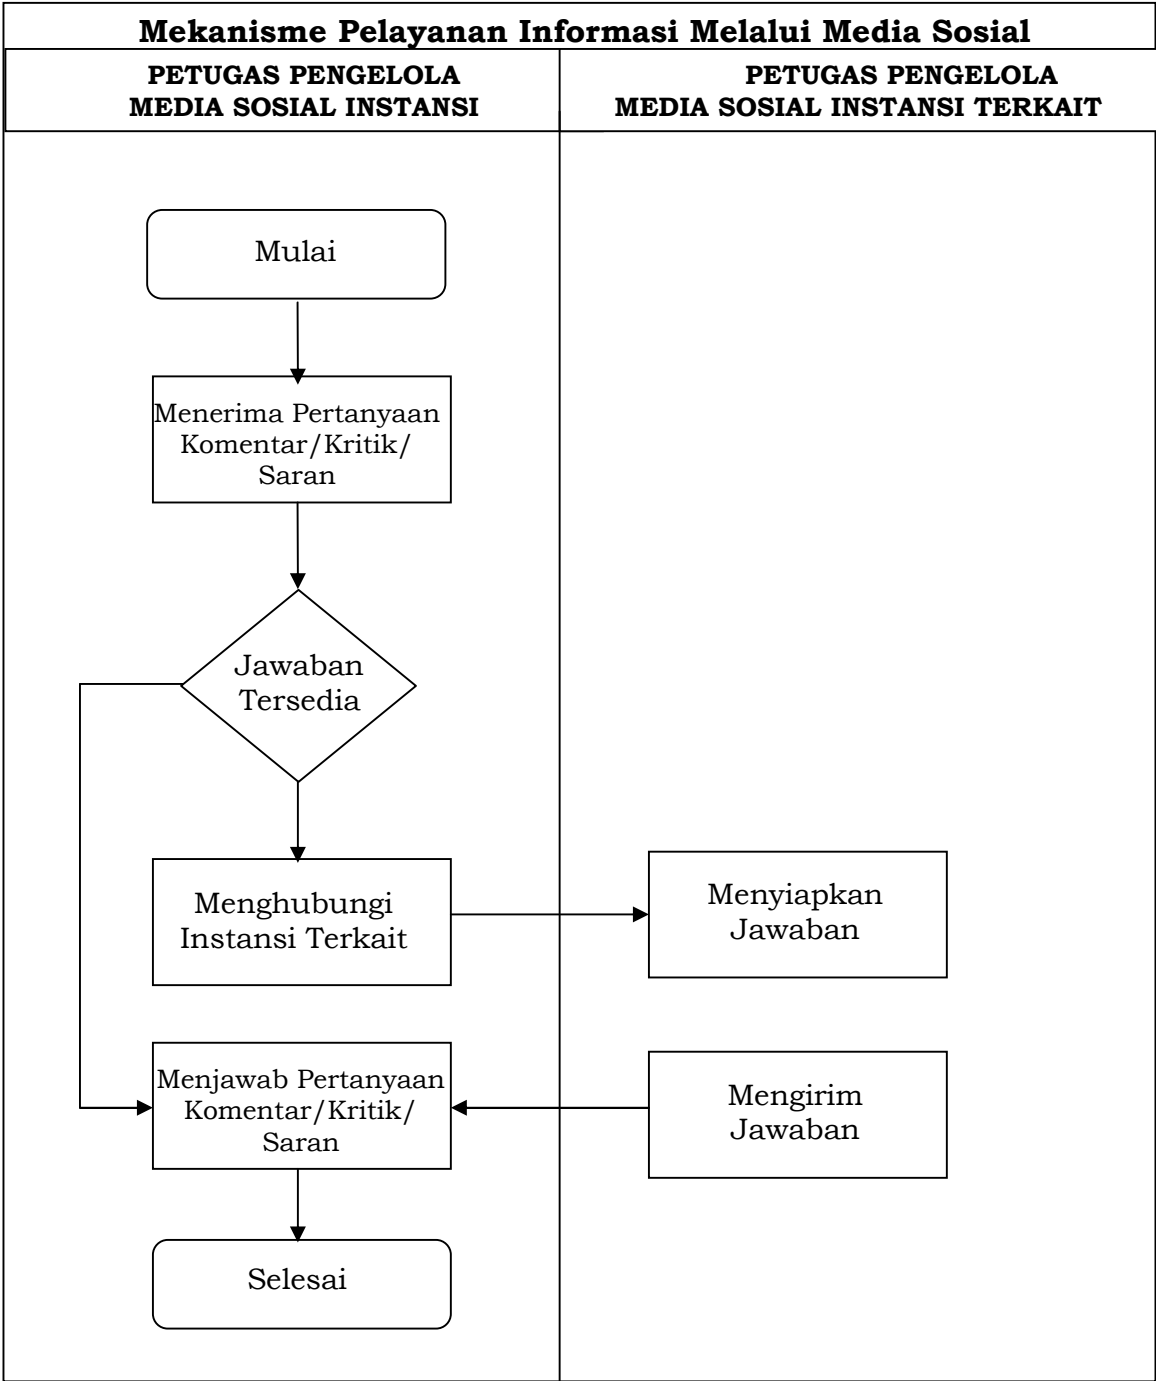 Mekanisme Pelayanan Informasi Melalui Media Sosial
PETUGAS PENGELOLA
MEDIA SOSIAL INSTANSI
PETUGAS PENGELOLA
MEDIA SOSIAL INSTANSI TERKAIT
Mulai
Menerima Pertanyaan
Komentar/Kritik/
Saran
Jawaban
Tersedia
Menghubungi
Instansi Terkait
Menyiapkan
Jawaban
Menjawab Pertanyaan
Komentar/Kritik/
Saran
Mengirim
Jawaban
Selesai